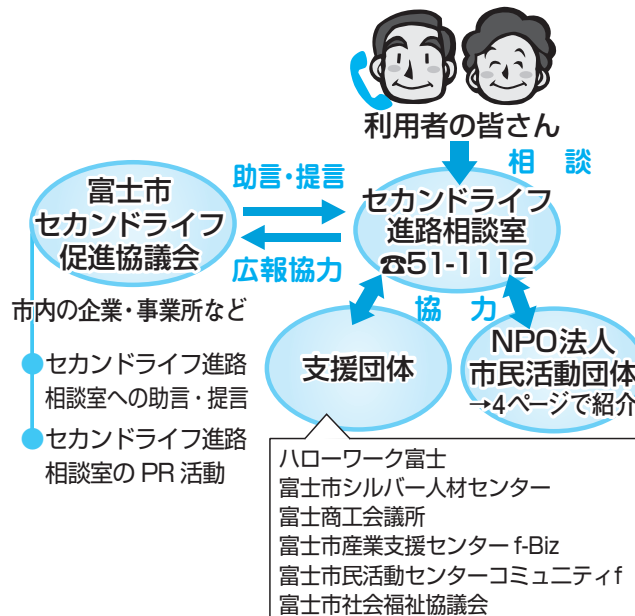 利用者の皆さん
相　談
助言・提言
富士市
セカンドライフ
促進協議会
セカンドライフ
進路相談室
☎51-1112
広報協力
市内の企業・事業所など
協　力
セカンドライフ進路
相談室への助言・提言
セカンドライフ進路
相談室の PR 活動
支援団体
NPO法人
市民活動団体
→4ページで紹介
ハローワーク富士
富士市シルバー人材センター
富士商工会議所
富士市産業支援センター f-Biz
富士市民活動センターコミュニティf
富士市社会福祉協議会